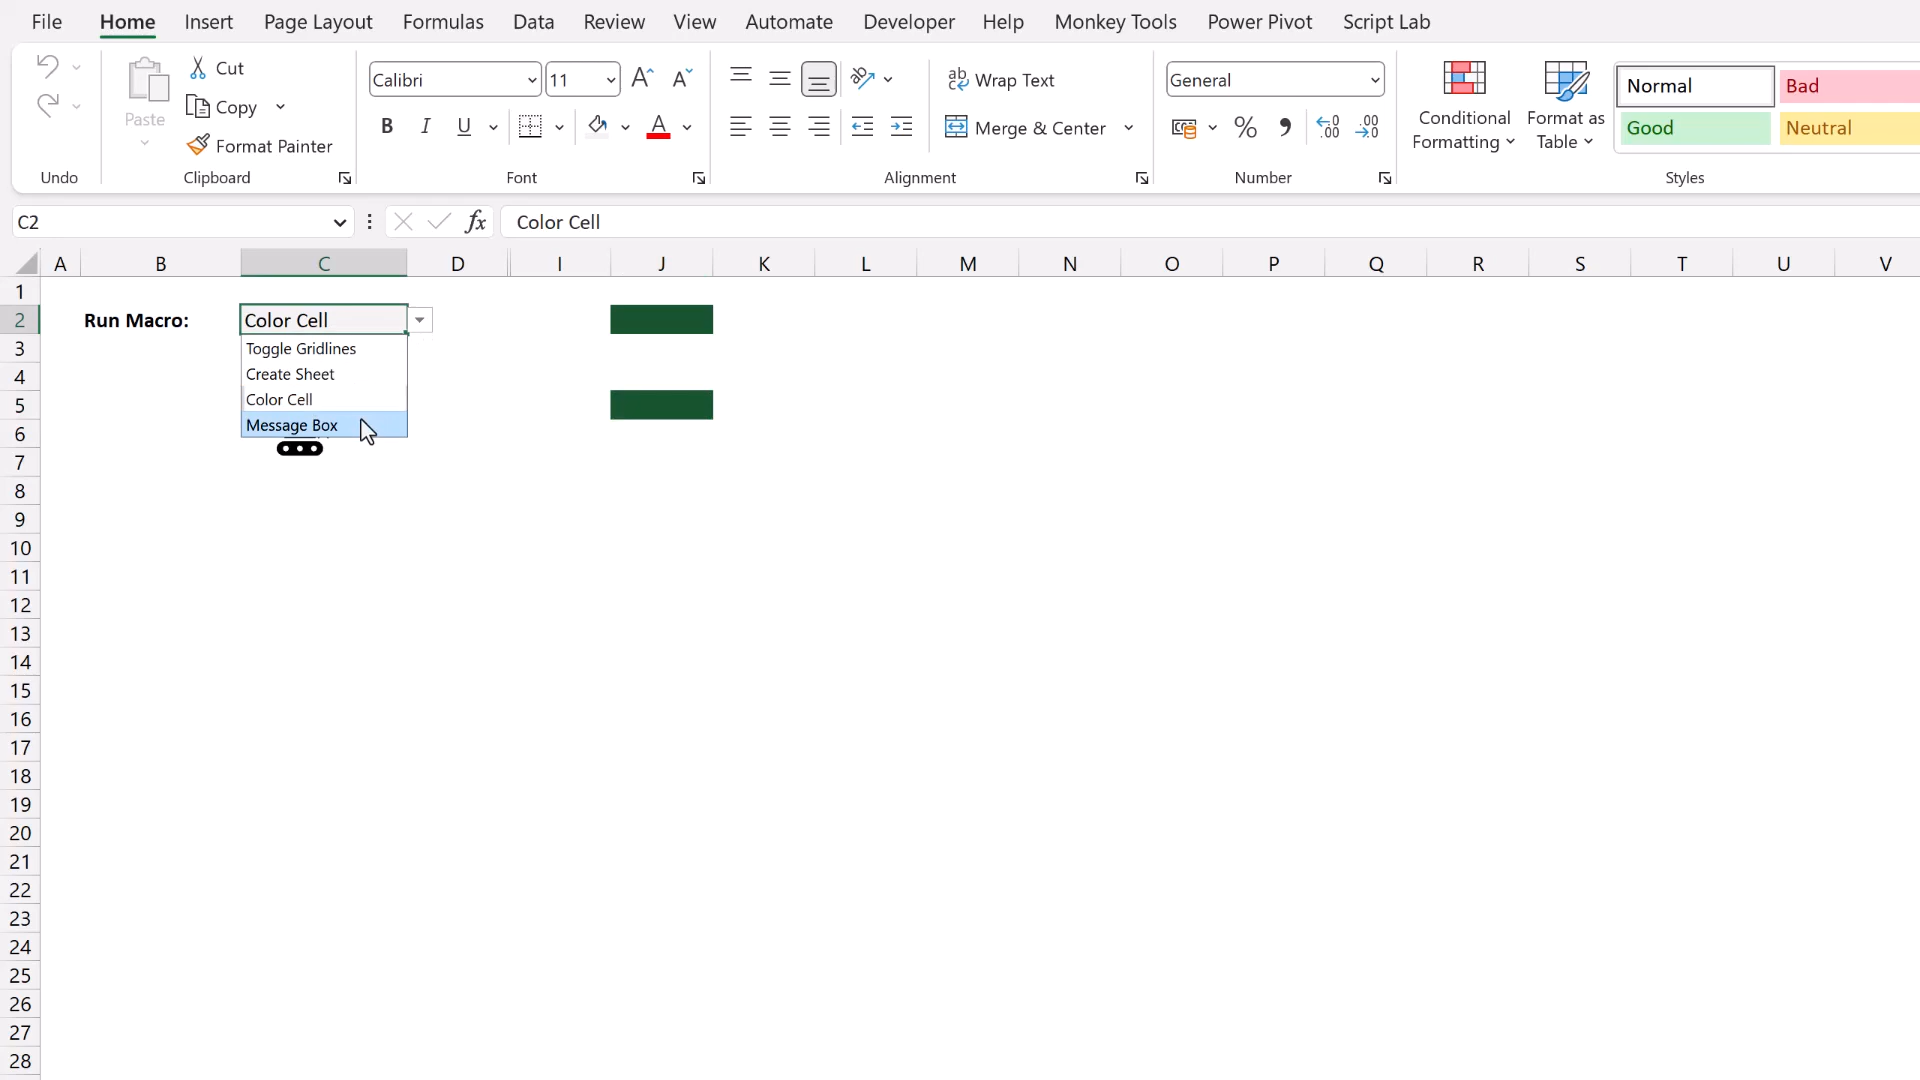 File Home Insert Page Layout Formulas Data Review View Automate Developer Help Monkey Tools Power Pivot Script Lab
Cut
Copy
Format Painter
Paste
Undo
Clipboard
Calibri 11
B I U
Font
Wrap Text
Merge & Center
Alignment
General
Number
Conditional Formatting
Format as Table
Normal Bad
Good Neutral
Styles
C2 fx Color Cell
A B C D I J K L M N O P Q R S T U V
1
2 Run Macro: Color Cell
3 Toggle Gridlines
4 Create Sheet
5 Color Cell
6 Message Box
7
8
9
10
11
12
13
14
15
16
17
18
19
20
21
22
23
24
25
26
27
28